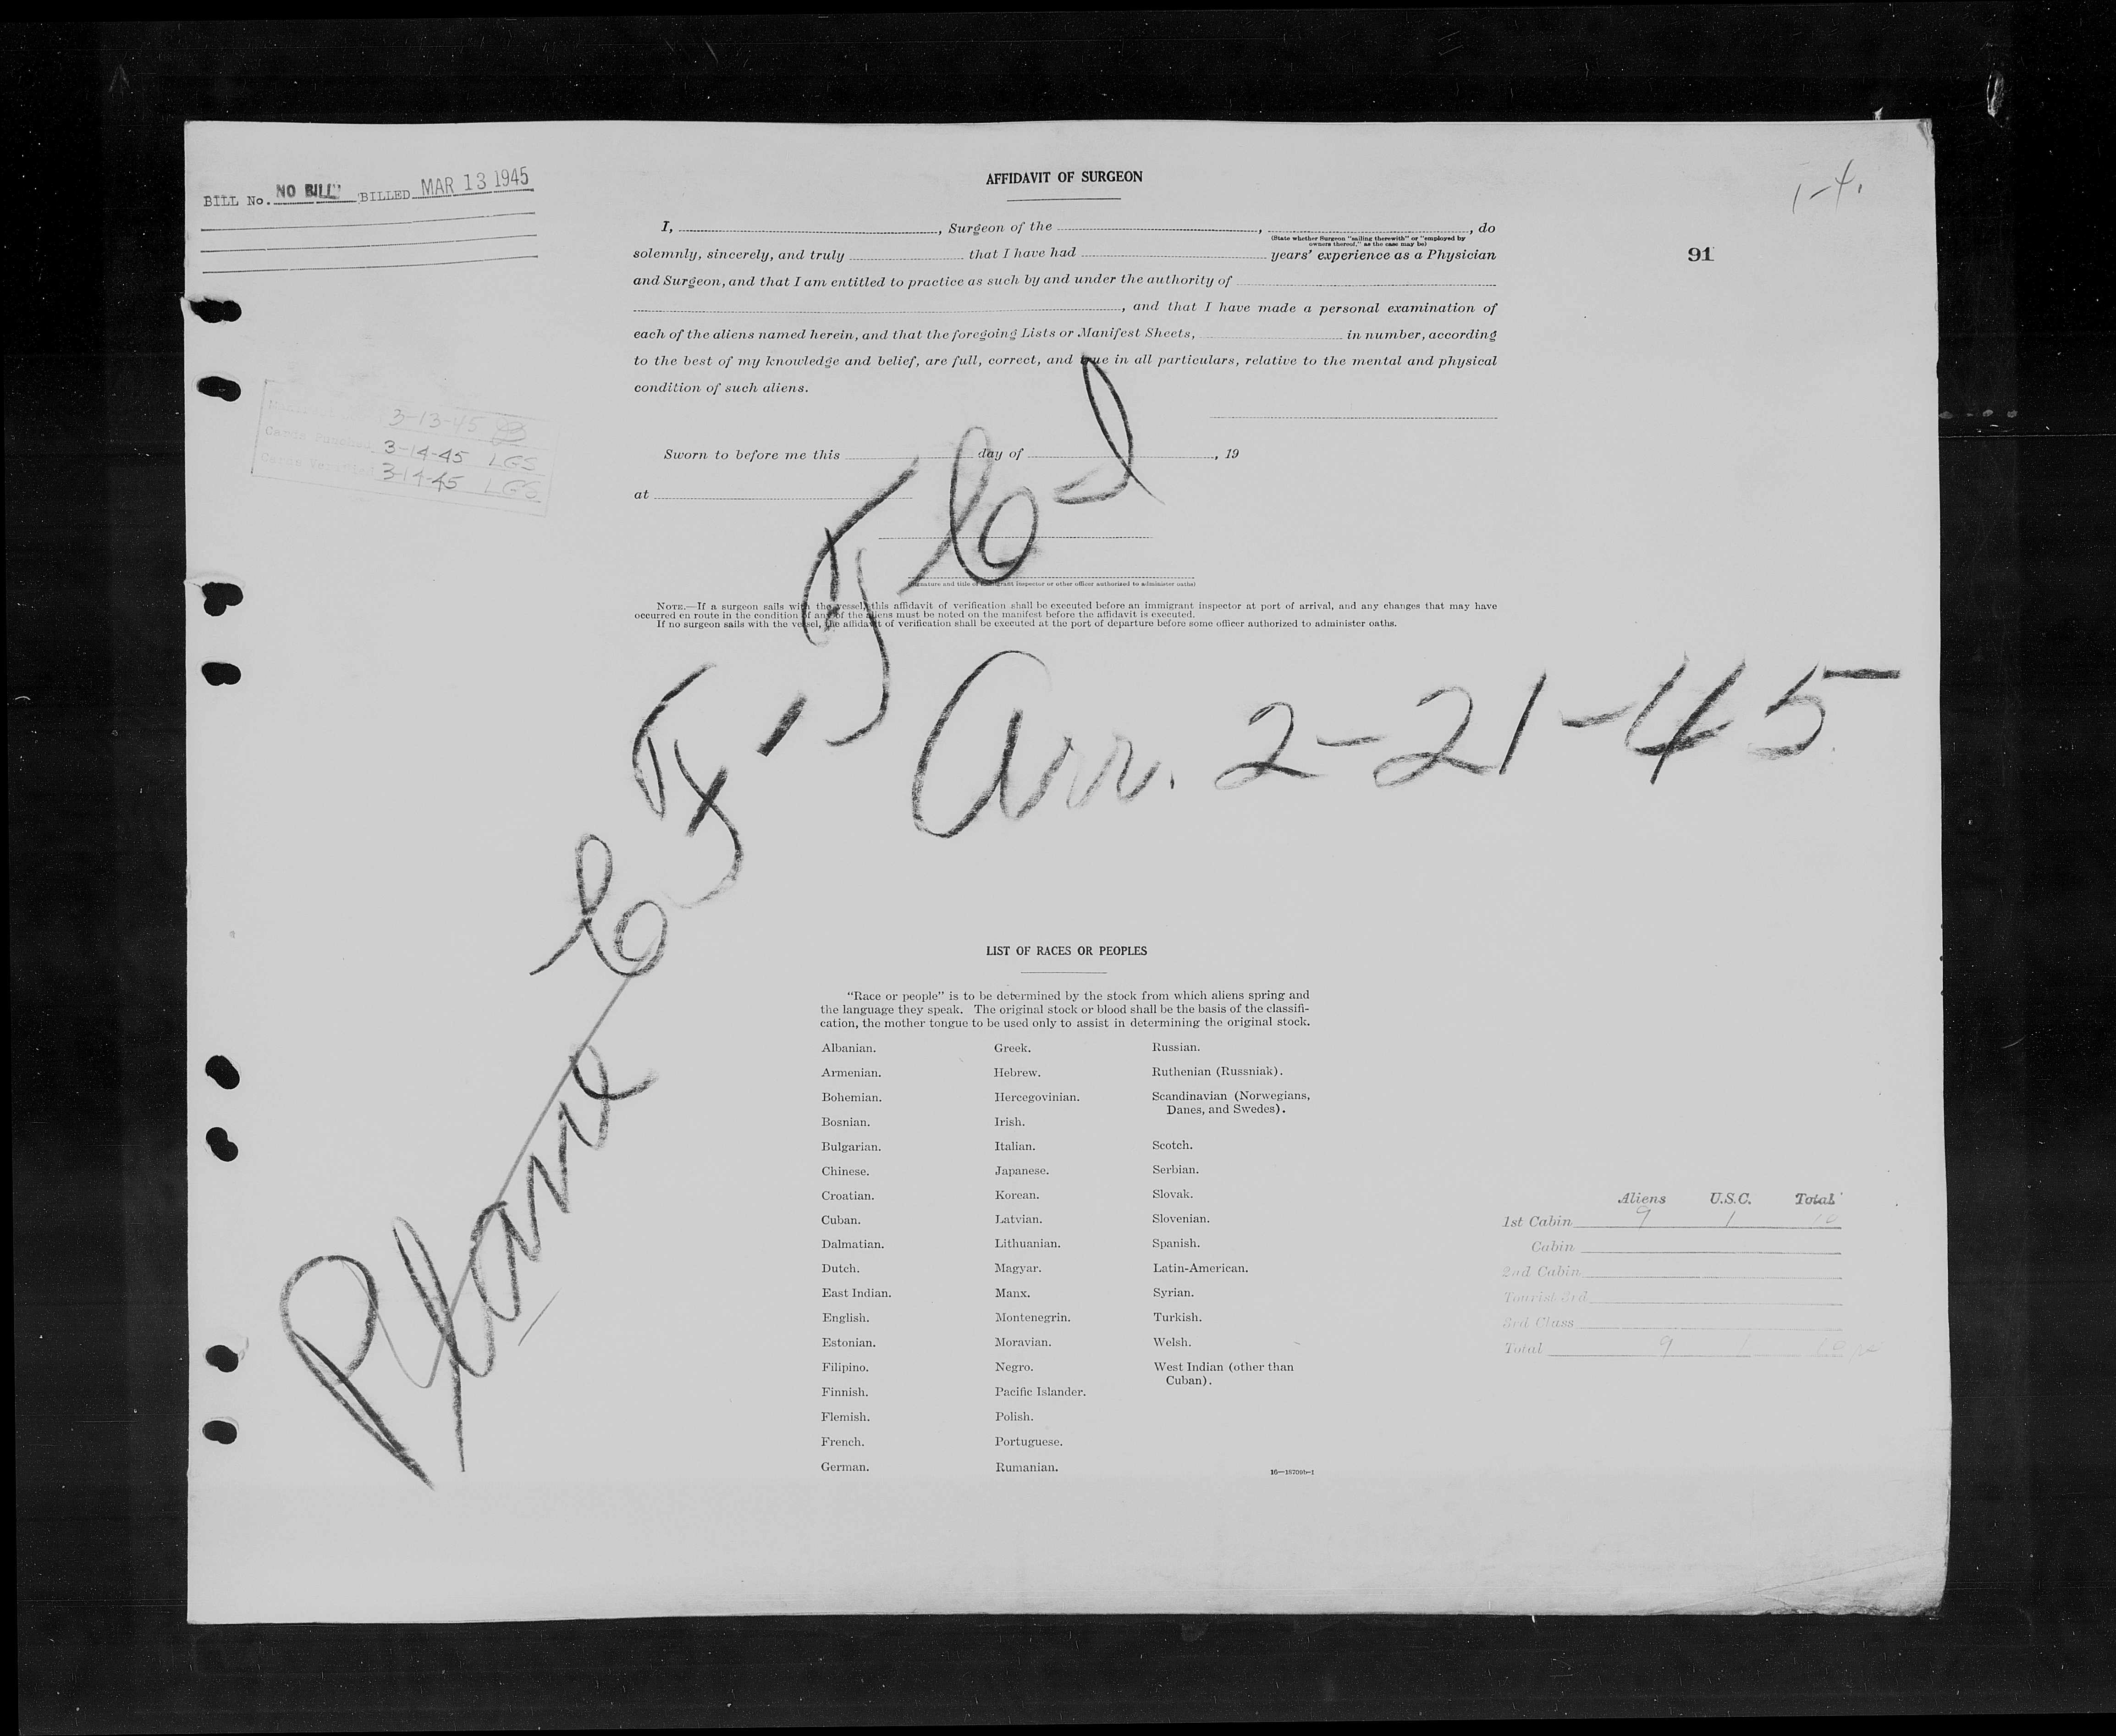 BILL No. NO BILL BILLED MAR 13 1945
AFFIDAVIT OF SURGEON
1-4.
91
I, , Surgeon of the , , do
(State whether Surgeon "sailing therewith" or "employed by
owners thereof," as the case may be)
solemnly, sincerely, and truly that I have had years' experience as a Physician
and Surgeon, and that I am entitled to practice as such by and under the authority of
, and that I have made a personal examination of
each of the aliens named herein, and that the foregoing Lists or Manifest Sheets, in number, according
to the best of my knowledge and belief, are full, correct, and true in all particulars, relative to the mental and physical
condition of such aliens.
3-13-45
Cards Punched 3-14-45 LGS
Cards Verified 3-14-45 LGS
Sworn to before me this day of , 19
at
(Signature and title of immigrant inspector or other officer authorized to administer oaths)
NOTE.—If a surgeon sails with the vessel, this affidavit of verification shall be executed before an immigrant inspector at port of arrival, and any changes that may have
occurred en route in the condition of any of the aliens must be noted on the manifest before the affidavit is executed.
If no surgeon sails with the vessel, the affidavit of verification shall be executed at the port of departure before some officer authorized to administer oaths.
Plane
Arr. 2-21-45
LIST OF RACES OR PEOPLES
"Race or people" is to be determined by the stock from which aliens spring and
the language they speak. The original stock or blood shall be the basis of the classifi-
cation, the mother tongue to be used only to assist in determining the original stock.
Albanian.
Armenian.
Bohemian.
Bosnian.
Bulgarian.
Chinese.
Croatian.
Cuban.
Dalmatian.
Dutch.
East Indian.
English.
Estonian.
Filipino.
Finnish.
Flemish.
French.
German.
Greek.
Hebrew.
Hercegovinian.
Irish.
Italian.
Japanese.
Korean.
Latvian.
Lithuanian.
Magyar.
Manx.
Montenegrin.
Moravian.
Negro.
Pacific Islander.
Polish.
Portuguese.
Rumanian.
Russian.
Ruthenian (Russniak).
Scandinavian (Norwegians,
Danes, and Swedes).
Scotch.
Serbian.
Slovak.
Slovenian.
Spanish.
Latin-American.
Syrian.
Turkish.
Welsh.
West Indian (other than
Cuban).
16—18709b-1
Aliens U.S.C. Total
1st Cabin 9 1 10
Cabin
2nd Cabin
Tourist 3rd
3rd Class
Total 9 1 10